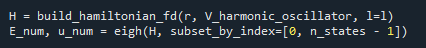 H = build_hamiltonian_fd(r, V_harmonic_oscillator, l=l)
E_num, u_num = eigh(H, subset_by_index=[0, n_states - 1])